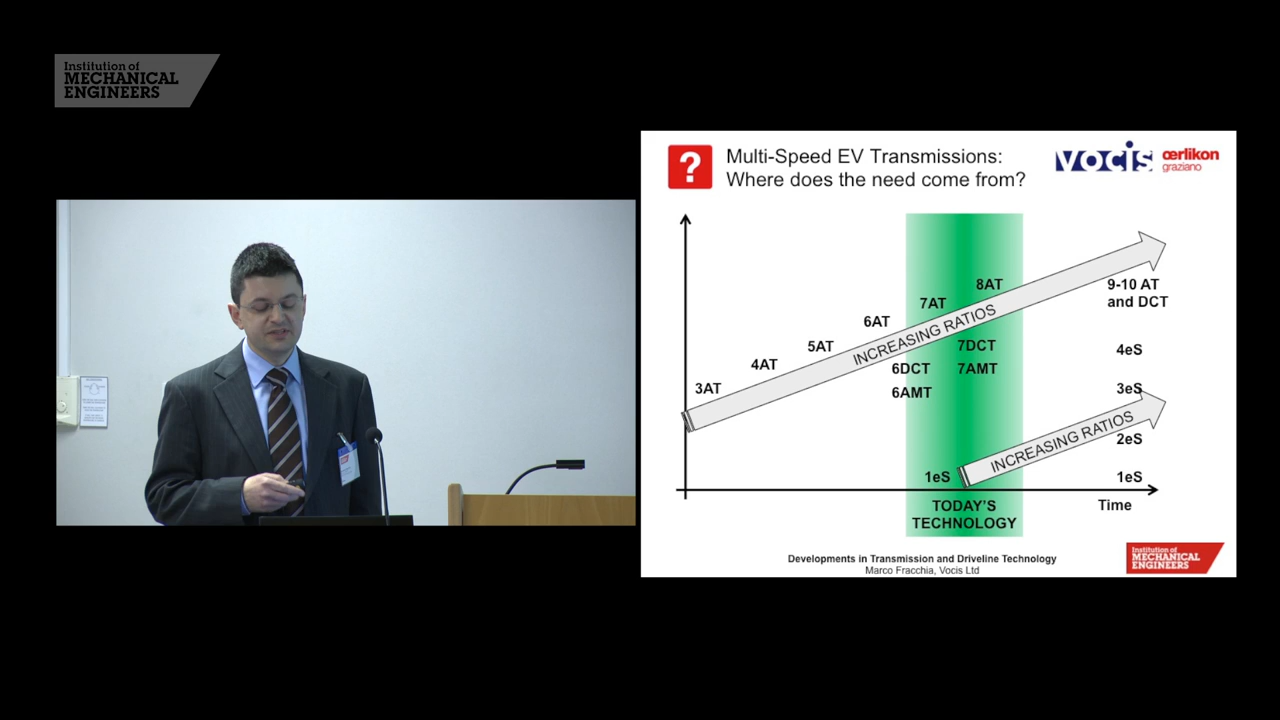 Institution of
MECHANICAL
ENGINEERS
Multi-Speed EV Transmissions:
Where does the need come from?
vocis
œrlikon
graziano
?
8AT
7AT
6AT
5AT
4AT
3AT
INCREASING RATIOS
9-10 AT
and DCT
7DCT
6DCT
7AMT
6AMT
4eS
3eS
INCREASING RATIOS
2eS
1eS
1eS
TODAY'S
TECHNOLOGY
Time
Developments in Transmission and Driveline Technology
Marco Fracchia, Vocis Ltd
Institution of
MECHANICAL
ENGINEERS